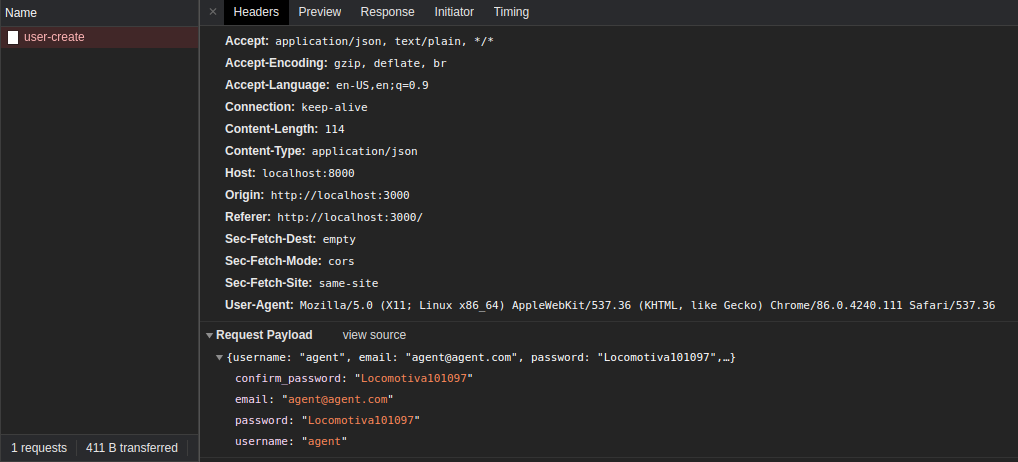 Name
× Headers Preview Response Initiator Timing
user-create
Accept: application/json, text/plain, */*
Accept-Encoding: gzip, deflate, br
Accept-Language: en-US,en;q=0.9
Connection: keep-alive
Content-Length: 114
Content-Type: application/json
Host: localhost:8000
Origin: http://localhost:3000
Referer: http://localhost:3000/
Sec-Fetch-Dest: empty
Sec-Fetch-Mode: cors
Sec-Fetch-Site: same-site
User-Agent: Mozilla/5.0 (X11; Linux x86_64) AppleWebKit/537.36 (KHTML, like Gecko) Chrome/86.0.4240.111 Safari/537.36
Request Payload view source
{username: "agent", email: "agent@agent.com", password: "Locomotiva101097",…}
confirm_password: "Locomotiva101097"
email: "agent@agent.com"
password: "Locomotiva101097"
username: "agent"
1 requests 411 B transferred